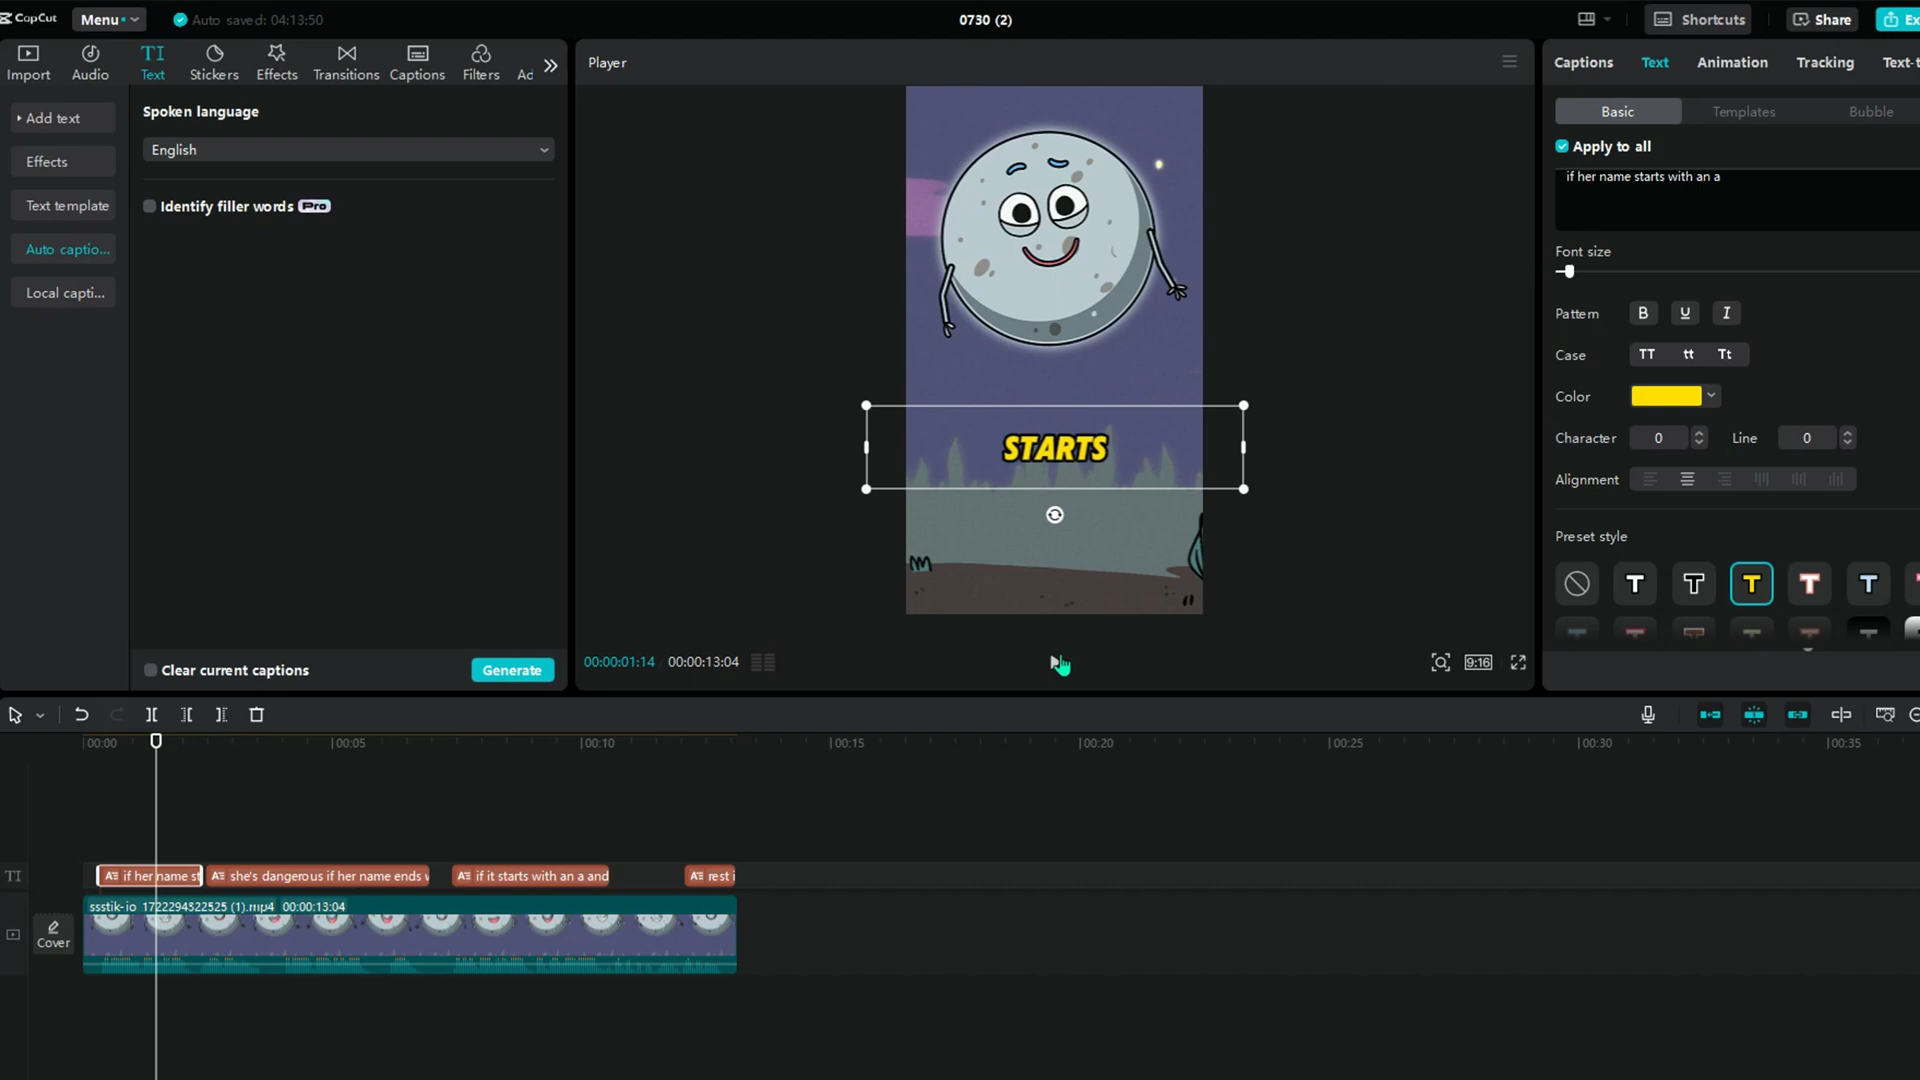 CapCut
Menu
Auto saved: 04:13:50
0730 (2)
Shortcuts
Share
Ex
Import
Audio
TI
Text
Stickers
Effects
Transitions
Captions
Filters
Ad
Add text
Effects
Text template
Auto captio...
Local capti...
Spoken language
English
Identify filler words Pro
Clear current captions
Generate
Player
STARTS
00:00:01:14
00:00:13:04
9:16
Captions
Text
Animation
Tracking
Text-t
Basic
Templates
Bubble
Apply to all
if her name starts with an a
Font size
Pattern
B U I
Case
TT tt Tt
Color
Character 0
Line 0
Alignment
Preset style
T T T T T
00:00
00:05
00:10
00:15
00:20
00:25
00:30
00:35
TI
if her name st
she's dangerous if her name ends v
if it starts with an a and
rest i
Cover
ssstik-io_1722294322525 (1).mp4 00:00:13:04